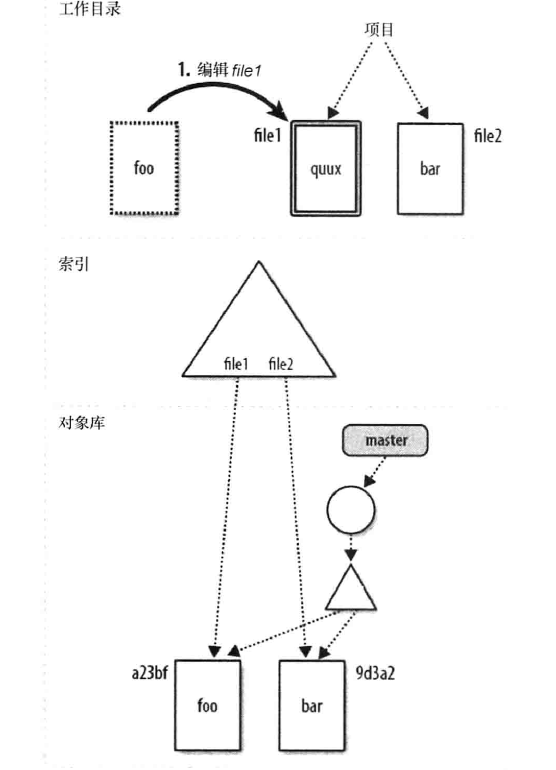 工作目录
项目
1. 编辑 file1
foo
file1
quux
bar
file2
索引
file1 file2
对象库
master
a23bf
foo
bar
9d3a2